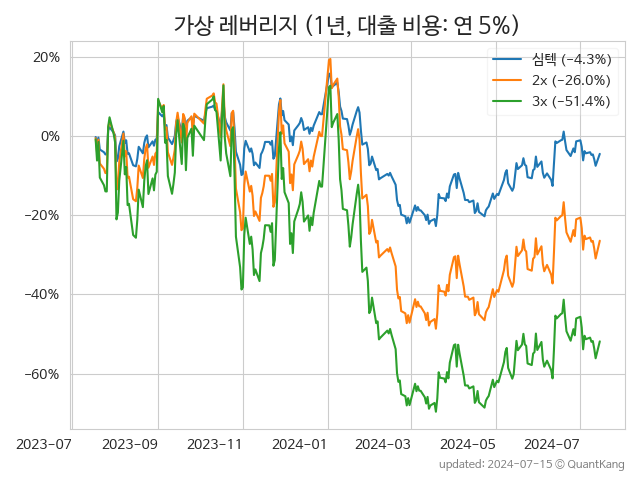 가상 레버리지 (1년, 대출 비용: 연 5%)
심텍 (−4.3%)
2x (−26.0%)
3x (−51.4%)
20%
0%
−20%
−40%
−60%
2023-07 2023-09 2023-11 2024-01 2024-03 2024-05 2024-07
updated: 2024-07-15 © QuantKang